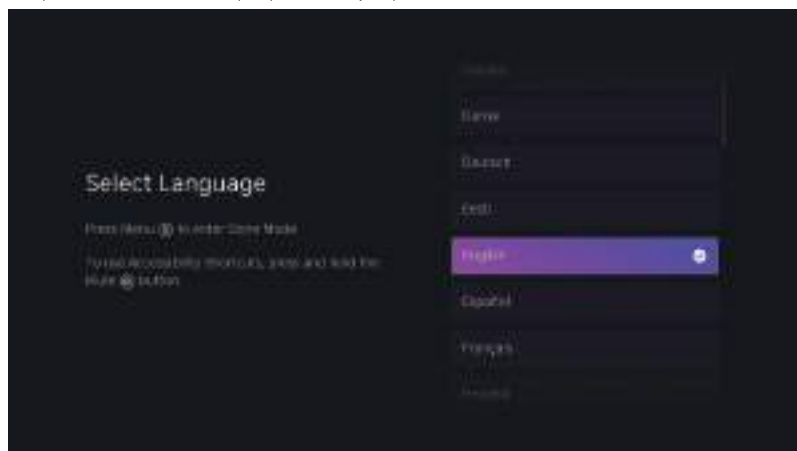 Select Language
Press Menu to enter Store Mode
To use Accessibility Shortcuts, press and hold the
Mute button
Dansk
Deutsch
Eesti
English
Español
Français